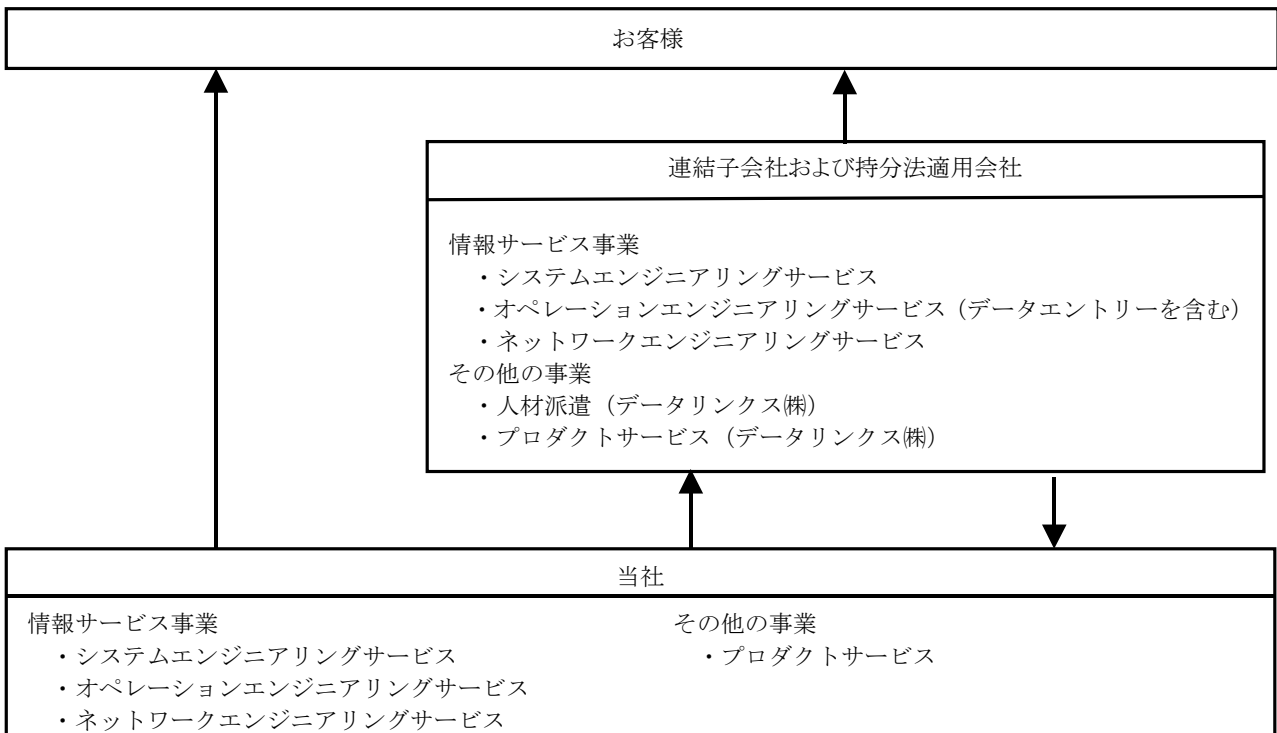 お客様
連結子会社および持分法適用会社
情報サービス事業
・システムエンジニアリングサービス
・オペレーションエンジニアリングサービス（データエントリーを含む）
・ネットワークエンジニアリングサービス
その他の事業
・人材派遣（データリンクス㈱）
・プロダクトサービス（データリンクス㈱）
当社
情報サービス事業
・システムエンジニアリングサービス
・オペレーションエンジニアリングサービス
・ネットワークエンジニアリングサービス
その他の事業
・プロダクトサービス